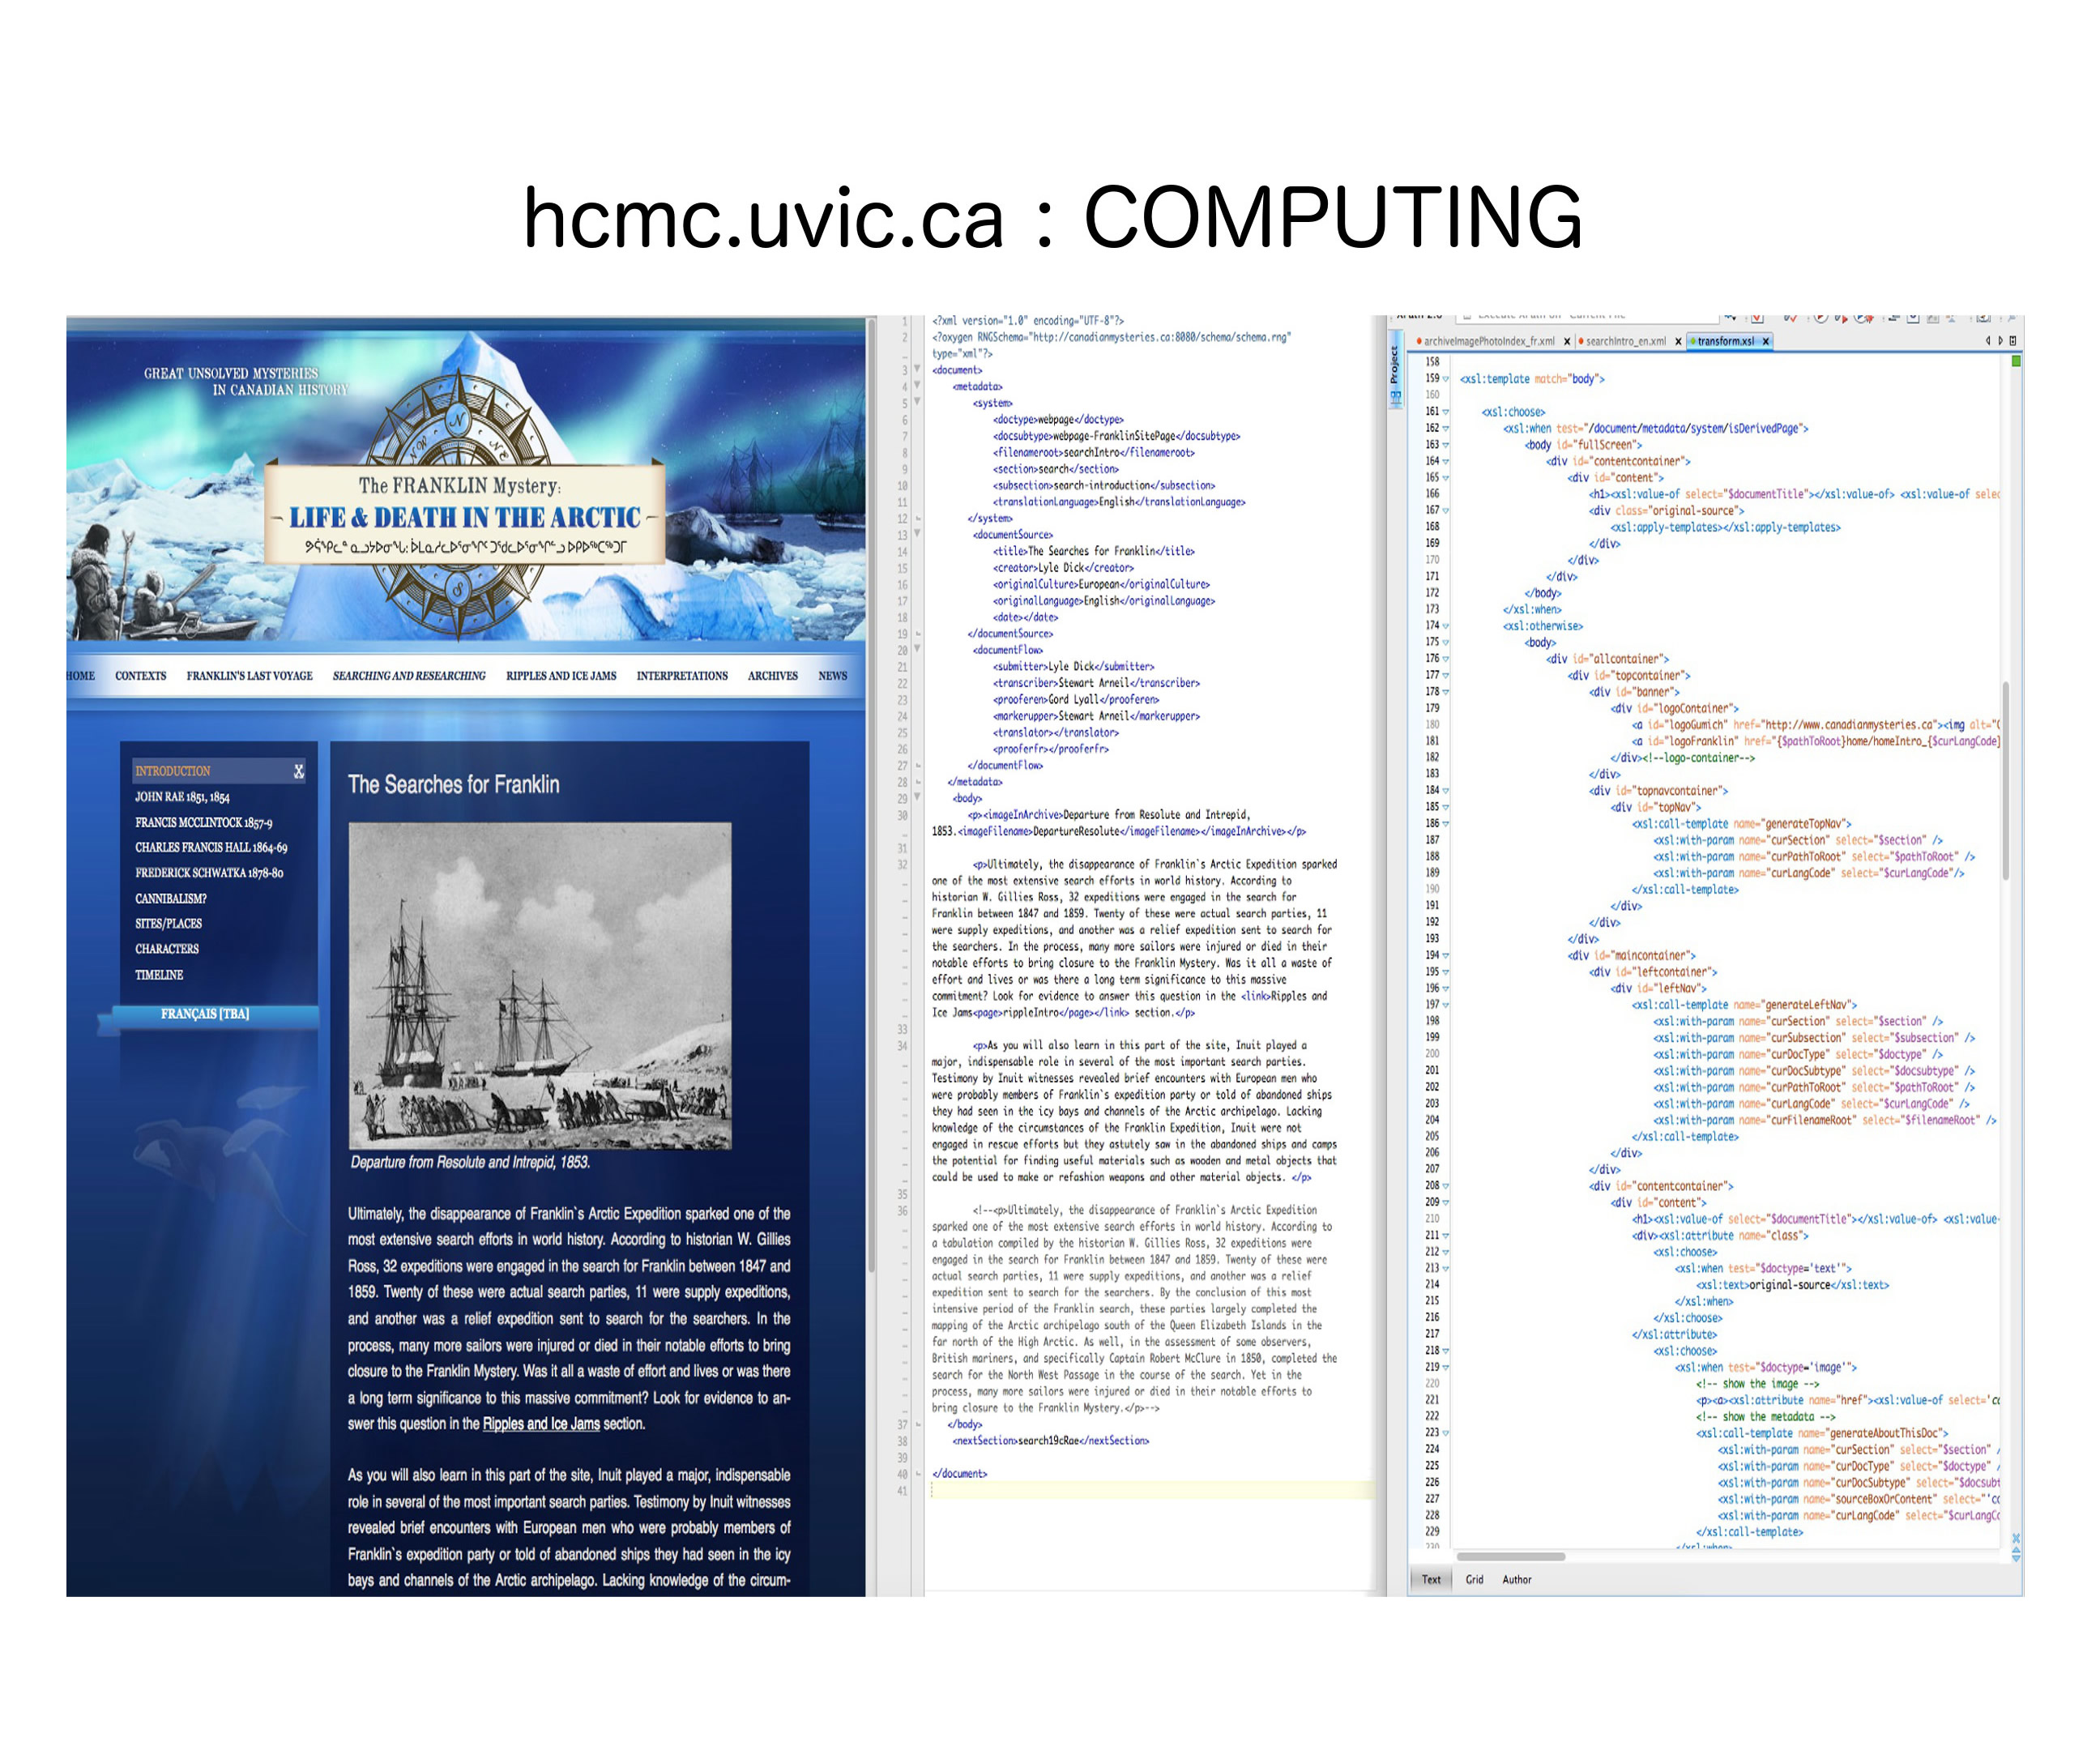 hcmc.uvic.ca : COMPUTING
GREAT UNSOLVED MYSTERIES
IN CANADIAN HISTORY
The FRANKLIN Mystery:
LIFE & DEATH IN THE ARCTIC
HOME CONTEXTS FRANKLIN'S LAST VOYAGE SEARCHING AND RESEARCHING RIPPLES AND ICE JAMS INTERPRETATIONS ARCHIVES NEWS
INTRODUCTION
JOHN RAE 1851, 1854
FRANCIS MCCLINTOCK 1857-9
CHARLES FRANCIS HALL 1864-69
FREDERICK SCHWATKA 1878-80
CANNIBALISM?
SITES/PLACES
CHARACTERS
TIMELINE
FRANÇAIS [TBA]
The Searches for Franklin
Departure from Resolute and Intrepid, 1853.
Ultimately, the disappearance of Franklin`s Arctic Expedition sparked one of the
most extensive search efforts in world history. According to historian W. Gillies
Ross, 32 expeditions were engaged in the search for Franklin between 1847 and
1859. Twenty of these were actual search parties, 11 were supply expeditions,
and another was a relief expedition sent to search for the searchers. In the
process, many more sailors were injured or died in their notable efforts to bring
closure to the Franklin Mystery. Was it all a waste of effort and lives or was there
a long term significance to this massive commitment? Look for evidence to an-
swer this question in the Ripples and Ice Jams section.
As you will also learn in this part of the site, Inuit played a major, indispensable
role in several of the most important search parties. Testimony by Inuit witnesses
revealed brief encounters with European men who were probably members of
Franklin`s expedition party or told of abandoned ships they had seen in the icy
bays and channels of the Arctic archipelago. Lacking knowledge of the circum-
1 <?xml version="1.0" encoding="UTF-8"?>
2 <?oxygen RNGSchema="http://canadianmysteries.ca:8080/schema/schema.rng"
type="xml"?>
3 <document>
4 <metadata>
5 <system>
6 <doctype>webpage</doctype>
7 <docsubtype>webpage-FranklinSitePage</docsubtype>
8 <filenameroot>searchIntro</filenameroot>
9 <section>search</section>
10 <subsection>search-introduction</subsection>
11 <translationLanguage>English</translationLanguage>
12 </system>
13 <documentSource>
14 <title>The Searches for Franklin</title>
15 <creator>Lyle Dick</creator>
16 <originalCulture>European</originalCulture>
17 <originalLanguage>English</originalLanguage>
18 <date></date>
19 </documentSource>
20 <documentFlow>
21 <submitter>Lyle Dick</submitter>
22 <transcriber>Stewart Arneil</transcriber>
23 <prooferen>Gord Lyall</prooferen>
24 <markerupper>Stewart Arneil</markerupper>
25 <translator></translator>
26 <prooferfr></prooferfr>
27 </documentFlow>
28 </metadata>
29 <body>
30 <p><imageInArchive>Departure from Resolute and Intrepid,
1853.<imageFilename>DepartureResolute</imageFilename></imageInArchive></p>
31
32 <p>Ultimately, the disappearance of Franklin`s Arctic Expedition sparked
one of the most extensive search efforts in world history. According to
historian W. Gillies Ross, 32 expeditions were engaged in the search for
Franklin between 1847 and 1859. Twenty of these were actual search parties, 11
were supply expeditions, and another was a relief expedition sent to search for
the searchers. In the process, many more sailors were injured or died in their
notable efforts to bring closure to the Franklin Mystery. Was it all a waste of
effort and lives or was there a long term significance to this massive
commitment? Look for evidence to answer this question in the <link>Ripples and
Ice Jams<page>rippleIntro</page></link> section.</p>
33
34 <p>As you will also learn in this part of the site, Inuit played a
major, indispensable role in several of the most important search parties.
Testimony by Inuit witnesses revealed brief encounters with European men who
were probably members of Franklin`s expedition party or told of abandoned ships
they had seen in the icy bays and channels of the Arctic archipelago. Lacking
knowledge of the circumstances of the Franklin Expedition, Inuit were not
engaged in rescue efforts but they astutely saw in the abandoned ships and camps
the potential for finding useful materials such as wooden and metal objects that
could be used to make or refashion weapons and other material objects. </p>
35
36 <!--<p>Ultimately, the disappearance of Franklin`s Arctic Expedition
sparked one of the most extensive search efforts in world history. According to
a tabulation compiled by the historian W. Gillies Ross, 32 expeditions were
engaged in the search for Franklin between 1847 and 1859. Twenty of these were
actual search parties, 11 were supply expeditions, and another was a relief
expedition sent to search for the searchers. By the conclusion of this most
intensive period of the Franklin search, these parties largely completed the
mapping of the Arctic archipelago south of the Queen Elizabeth Islands in the
far north of the High Arctic. As well, in the assessment of some observers,
British mariners, and specifically Captain Robert McClure in 1850, completed the
search for the North West Passage in the course of the search. Yet in the
process, many more sailors were injured or died in their notable efforts to
bring closure to the Franklin Mystery.</p>-->
37 </body>
38 <nextSection>search19cRae</nextSection>
39
40 </document>
41
Project
archiveImagePhotoIndex_fr.xml searchIntro_en.xml transform.xsl
158
159 <xsl:template match="body">
160
161 <xsl:choose>
162 <xsl:when test="/document/metadata/system/isDerivedPage">
163 <body id="fullScreen">
164 <div id="contentcontainer">
165 <div id="content">
166 <h1><xsl:value-of select="$documentTitle"></xsl:value-of> <xsl:value-of selec
167 <div class="original-source">
168 <xsl:apply-templates></xsl:apply-templates>
169 </div>
170 </div>
171 </div>
172 </body>
173 </xsl:when>
174 <xsl:otherwise>
175 <body>
176 <div id="allcontainer">
177 <div id="topcontainer">
178 <div id="banner">
179 <div id="logoContainer">
180 <a id="logoGumich" href="http://www.canadianmysteries.ca"><img alt="
181 <a id="logoFranklin" href="{$pathToRoot}home/homeIntro_{$curLangCode}
182 </div><!--logo-container-->
183 </div>
184 <div id="topnavcontainer">
185 <div id="topNav">
186 <xsl:call-template name="generateTopNav">
187 <xsl:with-param name="curSection" select="$section" />
188 <xsl:with-param name="curPathToRoot" select="$pathToRoot" />
189 <xsl:with-param name="curLangCode" select="$curLangCode"/>
190 </xsl:call-template>
191 </div>
192 </div>
193 </div>
194 <div id="maincontainer">
195 <div id="leftcontainer">
196 <div id="leftNav">
197 <xsl:call-template name="generateLeftNav">
198 <xsl:with-param name="curSection" select="$section" />
199 <xsl:with-param name="curSubsection" select="$subsection" />
200 <xsl:with-param name="curDocType" select="$doctype" />
201 <xsl:with-param name="curDocSubtype" select="$docsubtype" />
202 <xsl:with-param name="curPathToRoot" select="$pathToRoot" />
203 <xsl:with-param name="curLangCode" select="$curLangCode" />
204 <xsl:with-param name="curFilenameRoot" select="$filenameRoot" />
205 </xsl:call-template>
206 </div>
207 </div>
208 <div id="contentcontainer">
209 <div id="content">
210 <h1><xsl:value-of select="$documentTitle"></xsl:value-of> <xsl:value-
211 <div><xsl:attribute name="class">
212 <xsl:choose>
213 <xsl:when test="$doctype='text'">
214 <xsl:text>original-source</xsl:text>
215 </xsl:when>
216 </xsl:choose>
217 </xsl:attribute>
218 <xsl:choose>
219 <xsl:when test="$doctype='image'">
220 <!-- show the image -->
221 <p><a><xsl:attribute name="href"><xsl:value-of select='co
222 <!-- show the metadata -->
223 <xsl:call-template name="generateAboutThisDoc">
224 <xsl:with-param name="curSection" select="$section" /
225 <xsl:with-param name="curDocType" select="$doctype" /
226 <xsl:with-param name="curDocSubtype" select="$docsubt
227 <xsl:with-param name="sourceBoxOrContent" select="'co
228 <xsl:with-param name="curLangCode" select="$curLangCo
229 </xsl:call-template>
Text Grid Author